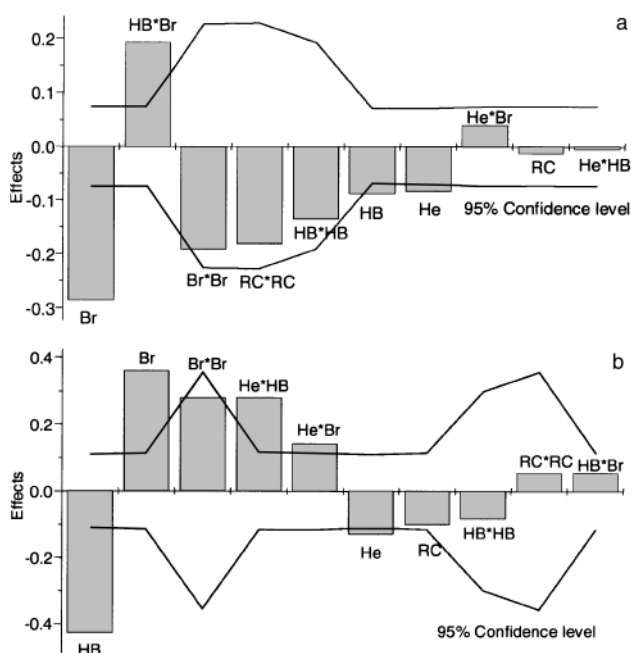 a
HB*Br
0.2
0.1
He*Br
0.0
RC
He*HB
Effects
-0.1
HB
He
95% Confidence level
HB*HB
-0.2
Br*Br
RC*RC
-0.3
Br
b
0.4
Br
Br*Br
He*HB
0.2
He*Br
RC*RC
HB*Br
0.0
Effects
HB*HB
He
RC
-0.2
-0.4
95% Confidence level
HB